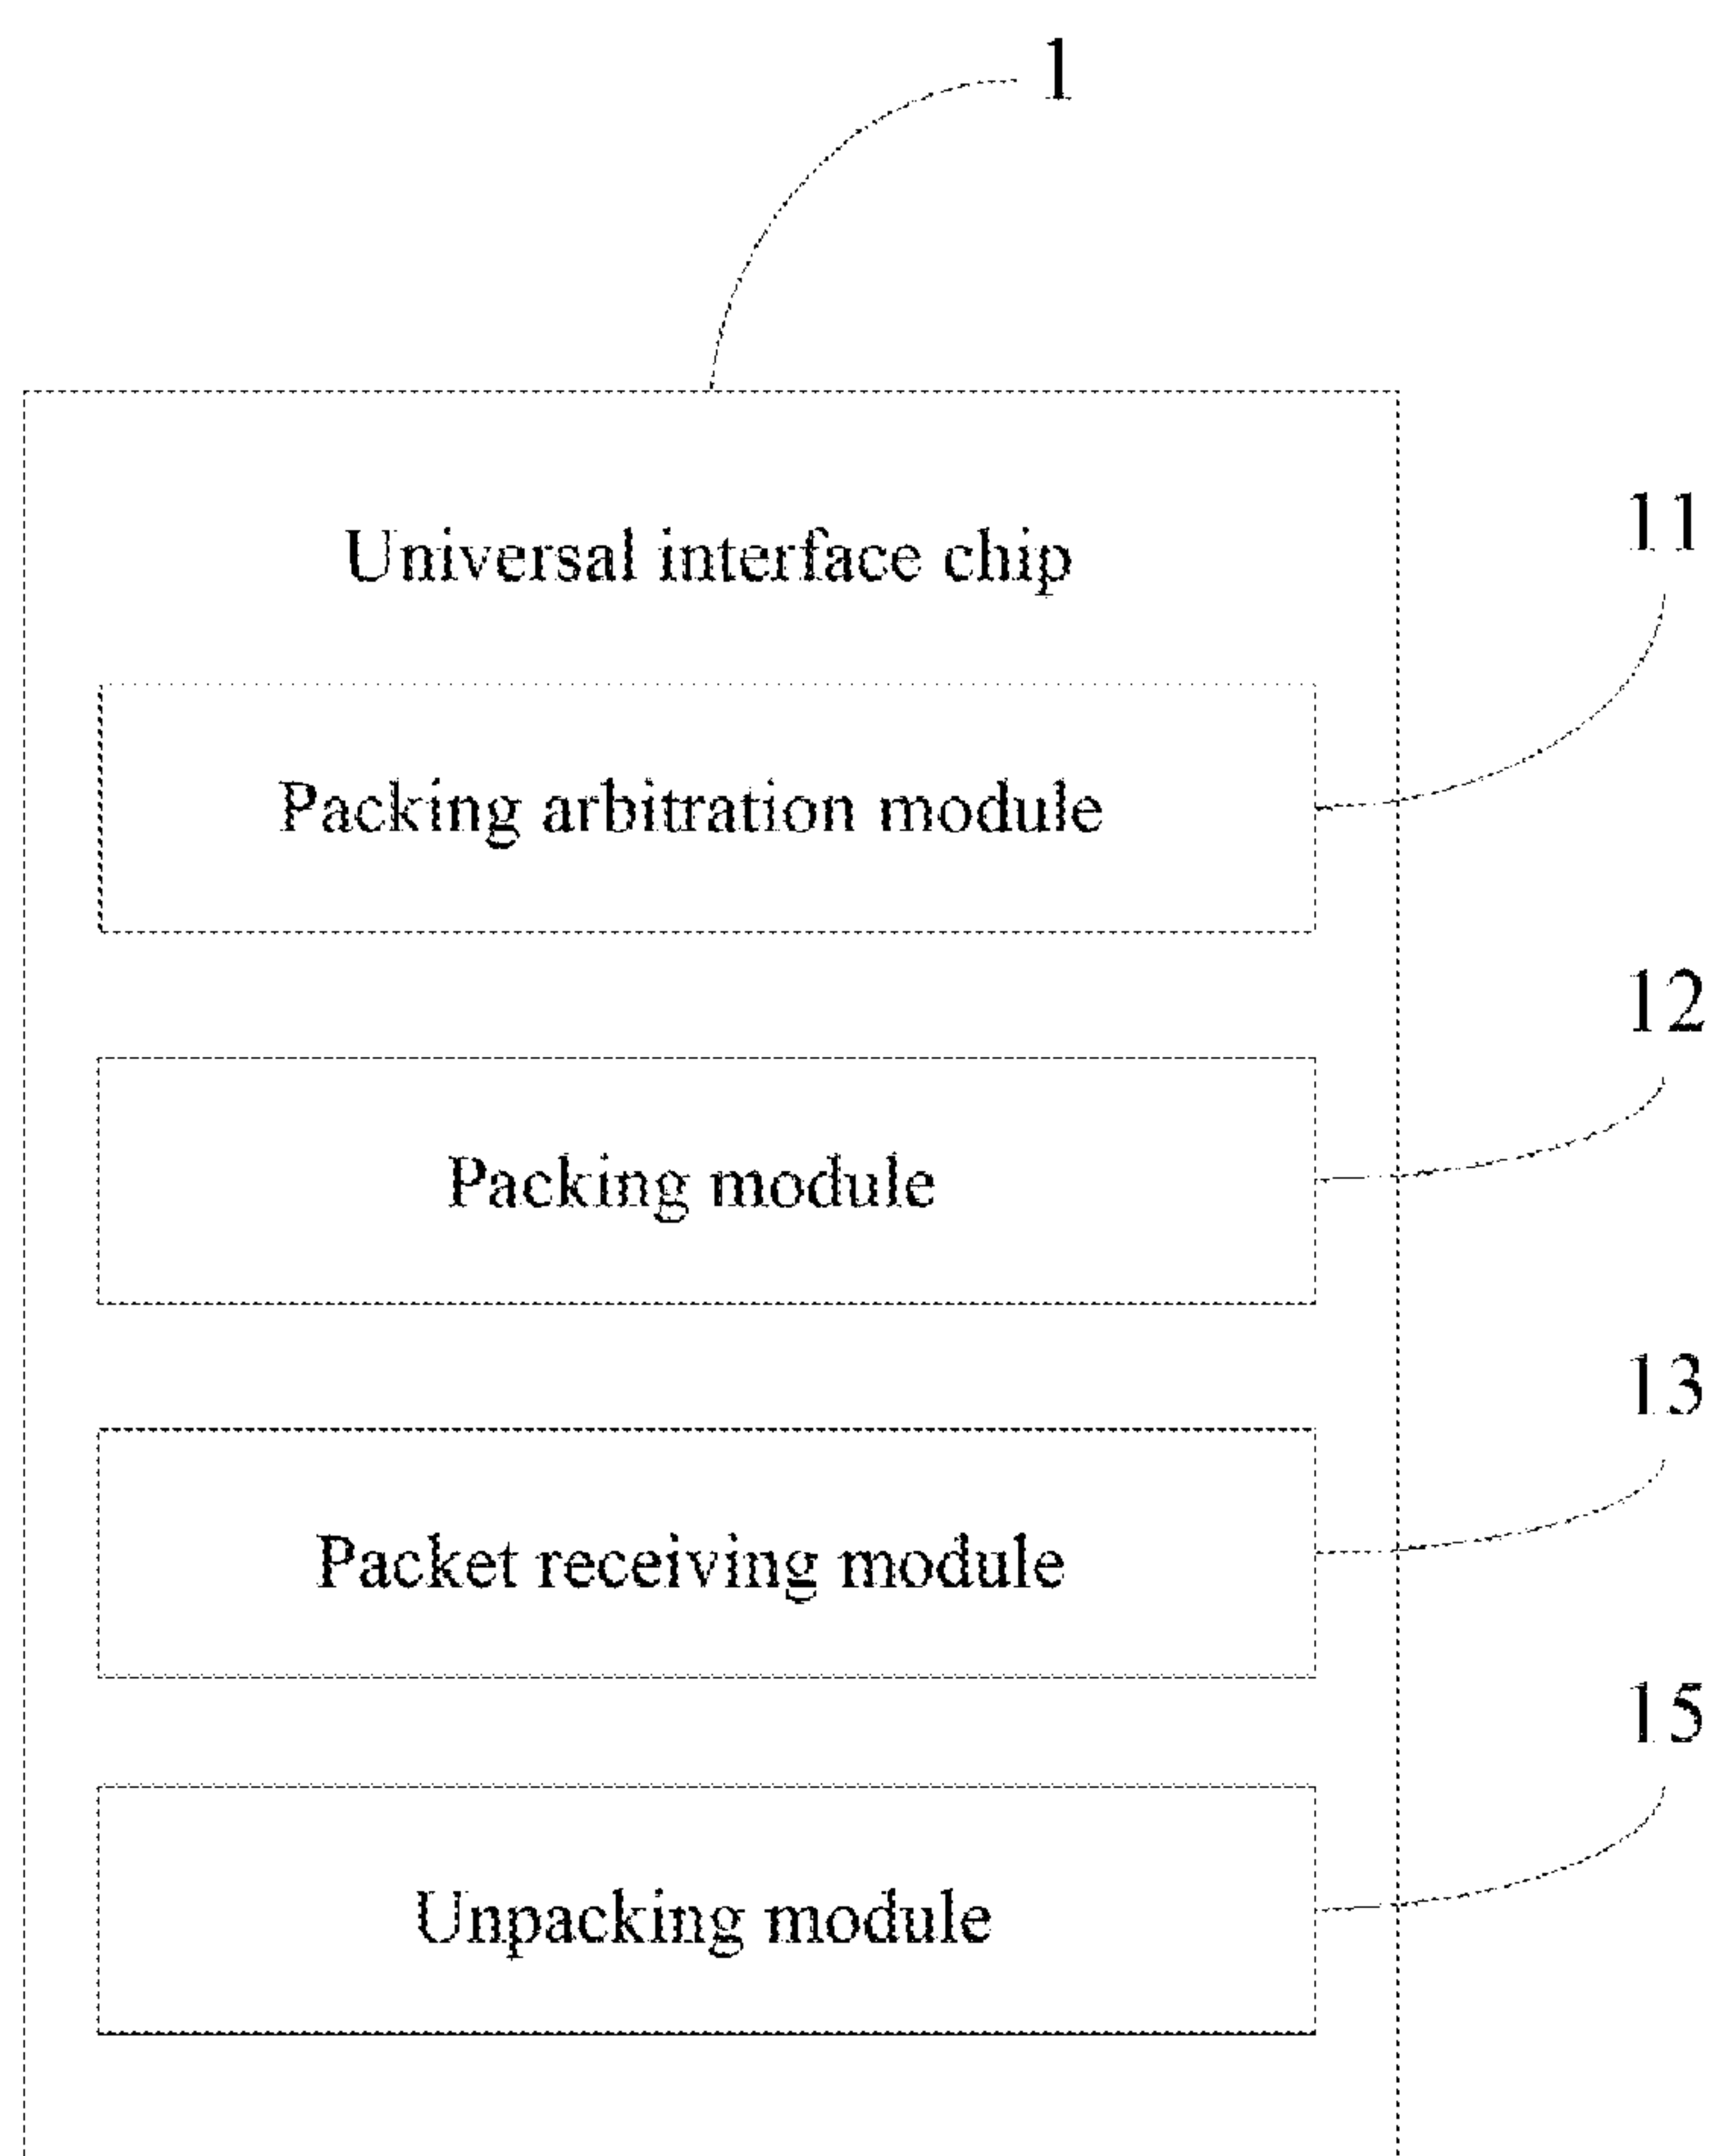 1
Universal interface chip
11
Packing arbitration module
12
Packing module
13
Packet receiving module
15
Unpacking module